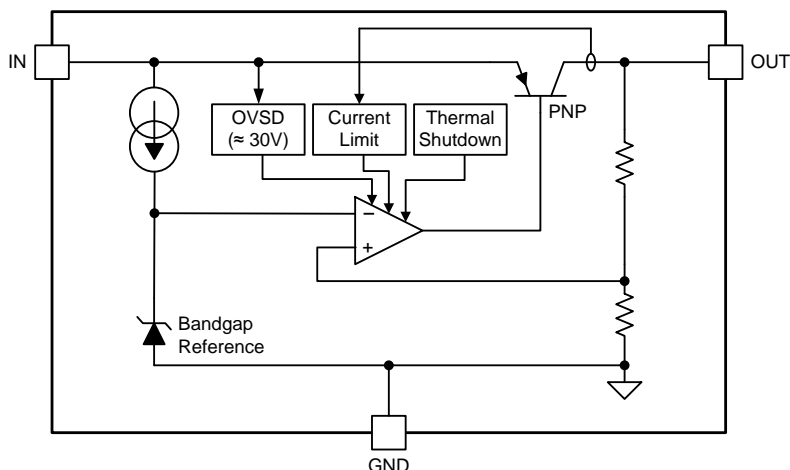 IN
OUT
PNP
OVSD
(≈ 30V)
Current
Limit
Thermal
Shutdown
−
+
Bandgap
Reference
GND